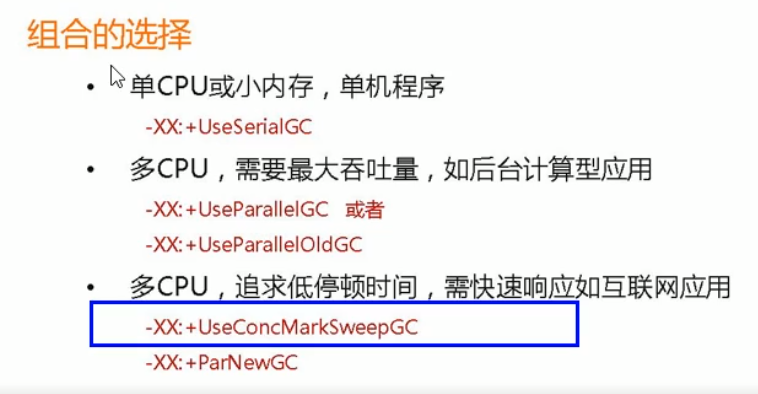 组合的选择
• 单CPU或小内存，单机程序
-XX:+UseSerialGC
• 多CPU，需要最大吞吐量，如后台计算型应用
-XX:+UseParallelGC 或者
-XX:+UseParallelOldGC
• 多CPU，追求低停顿时间，需快速响应如互联网应用
-XX:+UseConcMarkSweepGC
-XX:+ParNewGC